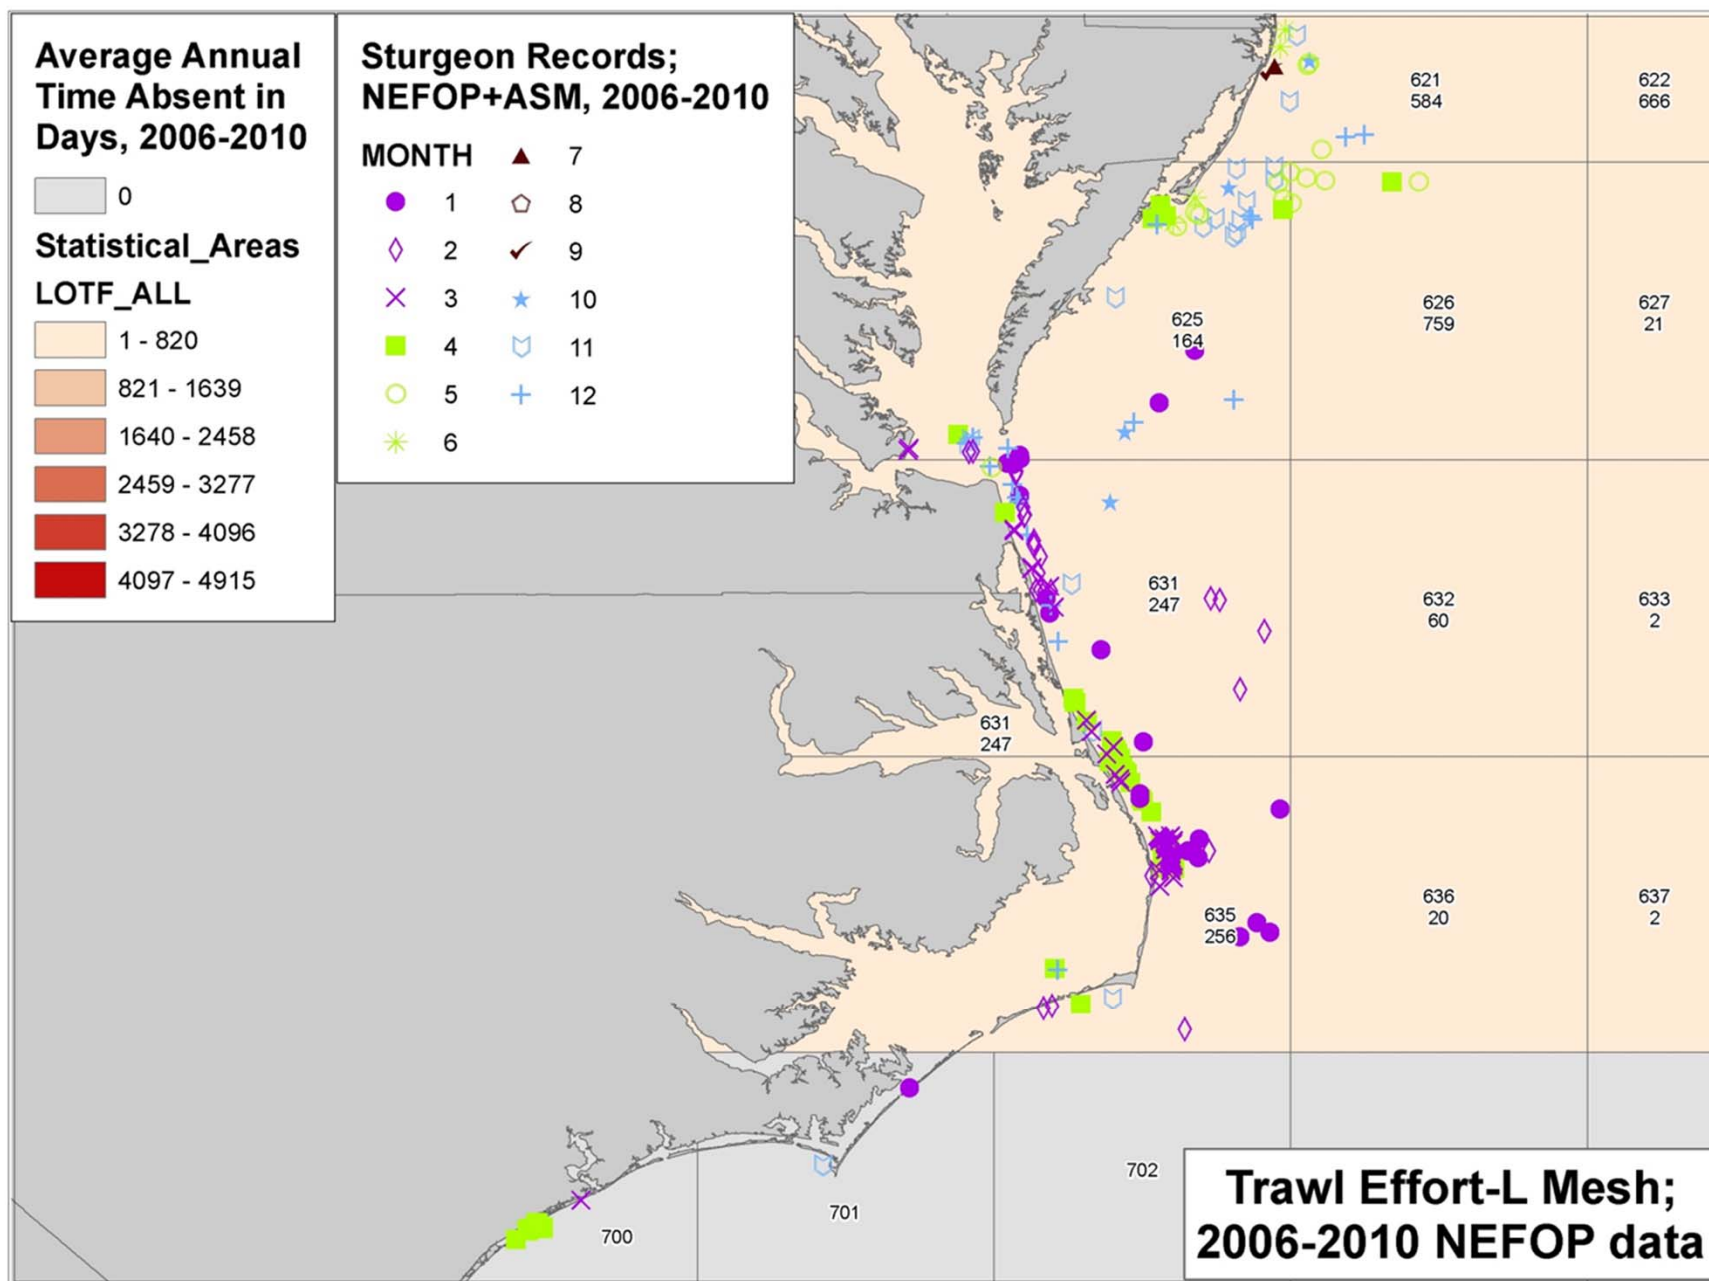 Average Annual
Time Absent in
Days, 2006-2010
0
Statistical_Areas
LOTF_ALL
1 - 820
821 - 1639
1640 - 2458
2459 - 3277
3278 - 4096
4097 - 4915
Sturgeon Records;
NEFOP+ASM, 2006-2010
MONTH
1
2
3
4
5
6
7
8
9
10
11
12
621
584
622
666
625
164
626
759
627
21
631
247
632
60
633
2
631
247
635
256
636
20
637
2
702
701
700
Trawl Effort-L Mesh;
2006-2010 NEFOP data